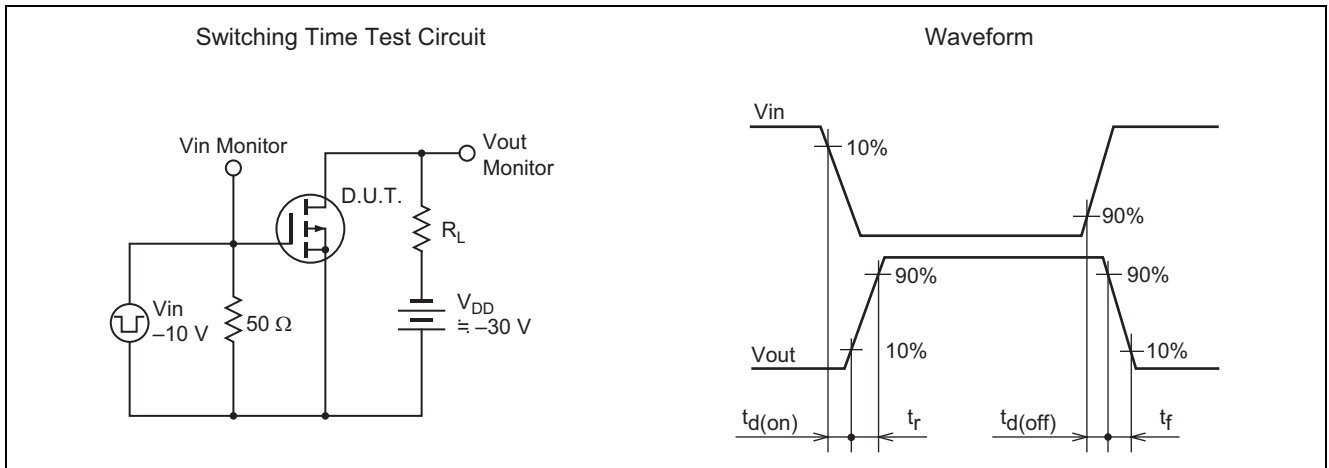 Switching Time Test Circuit
Vin Monitor
D.U.T.
Vout
Monitor
RL
Vin
–10 V
50 Ω
VDD
≒ –30 V
Waveform
Vin
10%
90%
90%
90%
Vout
10%
10%
td(on)
tr
td(off)
tf